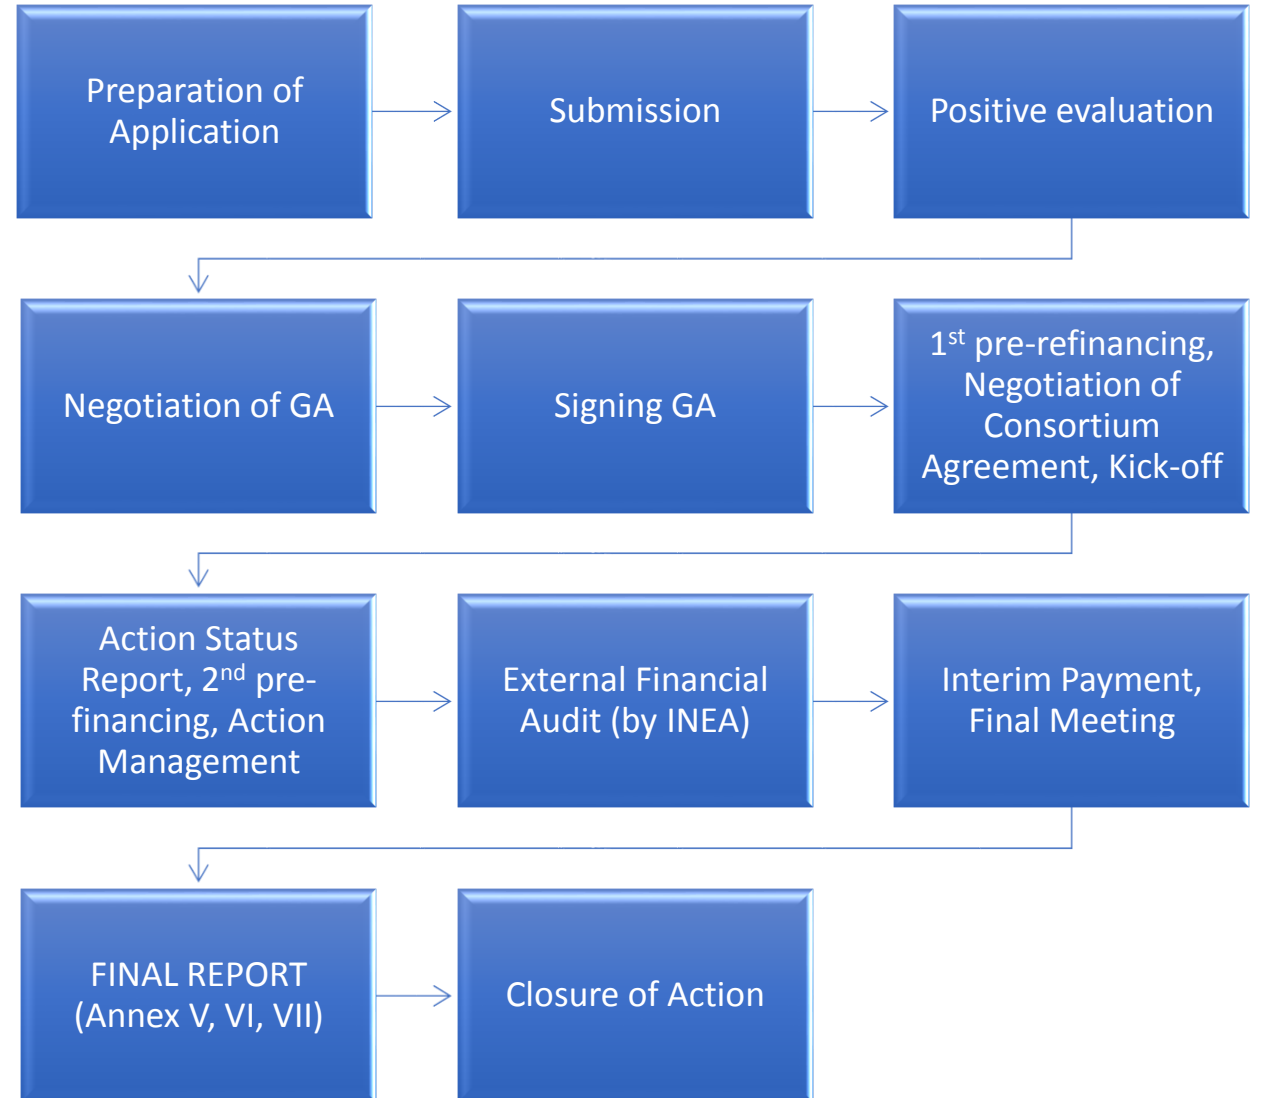 Preparation of
Application
Submission
Positive evaluation
Negotiation of GA
Signing GA
1st pre-refinancing,
Negotiation of
Consortium
Agreement, Kick-off
Action Status
Report, 2nd pre-
financing, Action
Management
External Financial
Audit (by INEA)
Interim Payment,
Final Meeting
FINAL REPORT
(Annex V, VI, VII)
Closure of Action